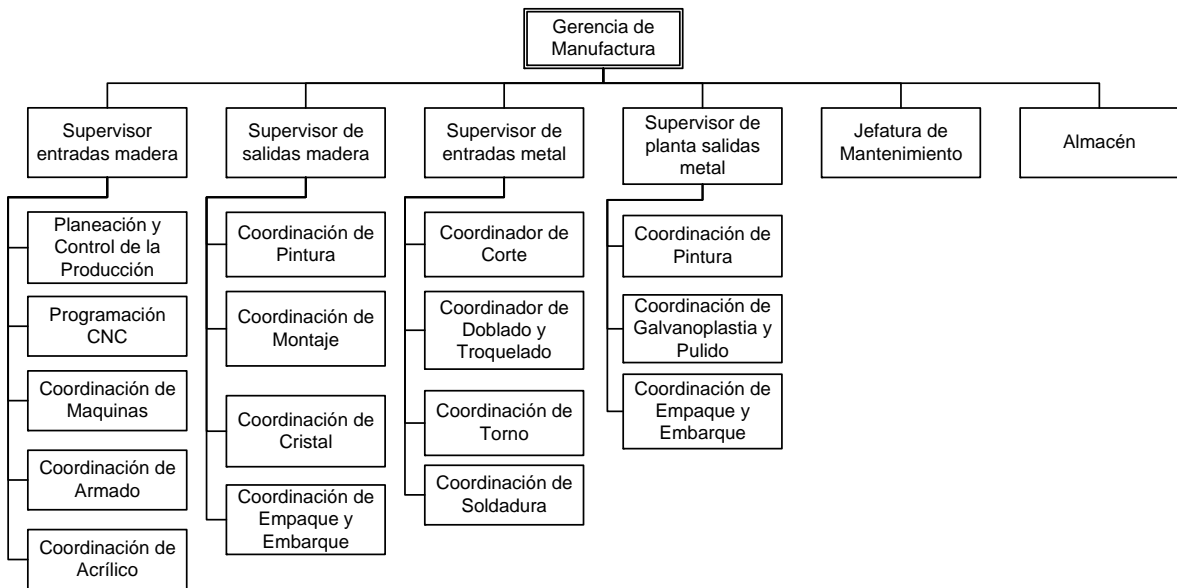 Gerencia de
Manufactura
Supervisor
entradas madera
Supervisor de
salidas madera
Supervisor de
entradas metal
Supervisor de
planta salidas
metal
Jefatura de
Mantenimiento
Almacén
Planeación y
Control de la
Producción
Programación
CNC
Coordinación de
Maquinas
Coordinación de
Armado
Coordinación de
Acrílico
Coordinación de
Pintura
Coordinación de
Montaje
Coordinación de
Cristal
Coordinación de
Empaque y
Embarque
Coordinador de
Corte
Coordinador de
Doblado y
Troquelado
Coordinación de
Torno
Coordinación de
Soldadura
Coordinación de
Pintura
Coordinación de
Galvanoplastia y
Pulido
Coordinación de
Empaque y
Embarque